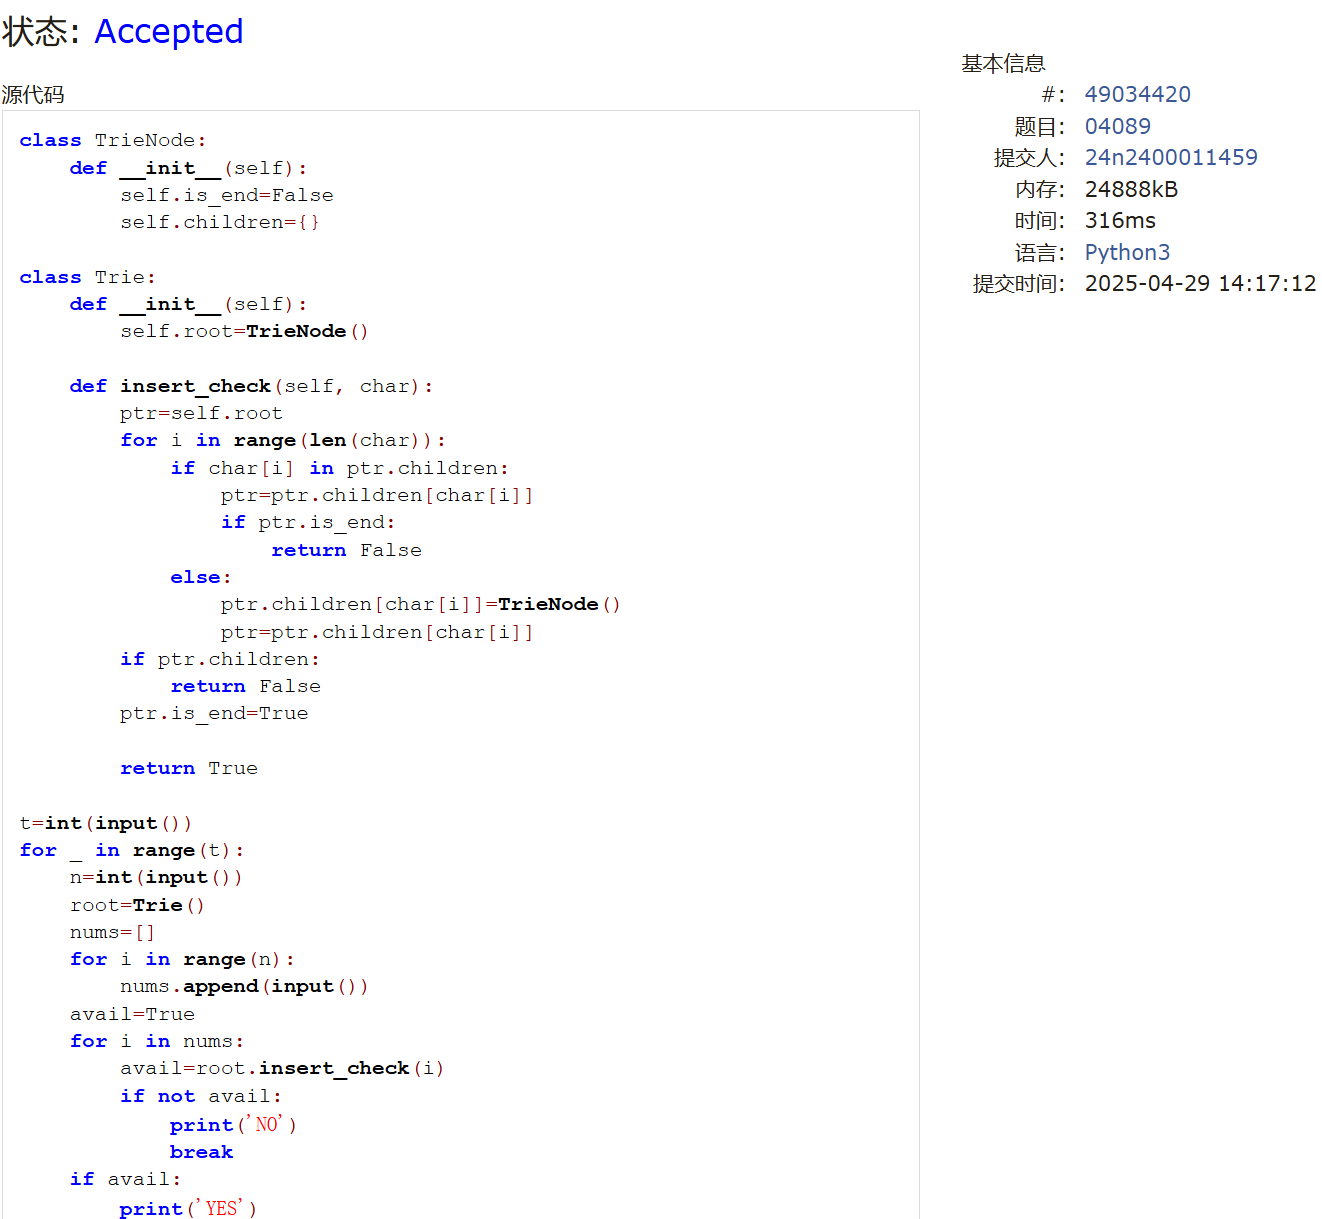 状态: Accepted
源代码
class TrieNode:
    def __init__(self):
        self.is_end=False
        self.children={}
class Trie:
    def __init__(self):
        self.root=TrieNode()
    def insert_check(self, char):
        ptr=self.root
        for i in range(len(char)):
            if char[i] in ptr.children:
                ptr=ptr.children[char[i]]
                if ptr.is_end:
                    return False
            else:
                ptr.children[char[i]]=TrieNode()
                ptr=ptr.children[char[i]]
        if ptr.children:
            return False
        ptr.is_end=True
        return True
t=int(input())
for _ in range(t):
    n=int(input())
    root=Trie()
    nums=[]
    for i in range(n):
        nums.append(input())
    avail=True
    for i in nums:
        avail=root.insert_check(i)
        if not avail:
            print('NO')
            break
    if avail:
        print('YES')
基本信息
#: 49034420
题目: 04089
提交人: 24n2400011459
内存: 24888kB
时间: 316ms
语言: Python3
提交时间: 2025-04-29 14:17:12